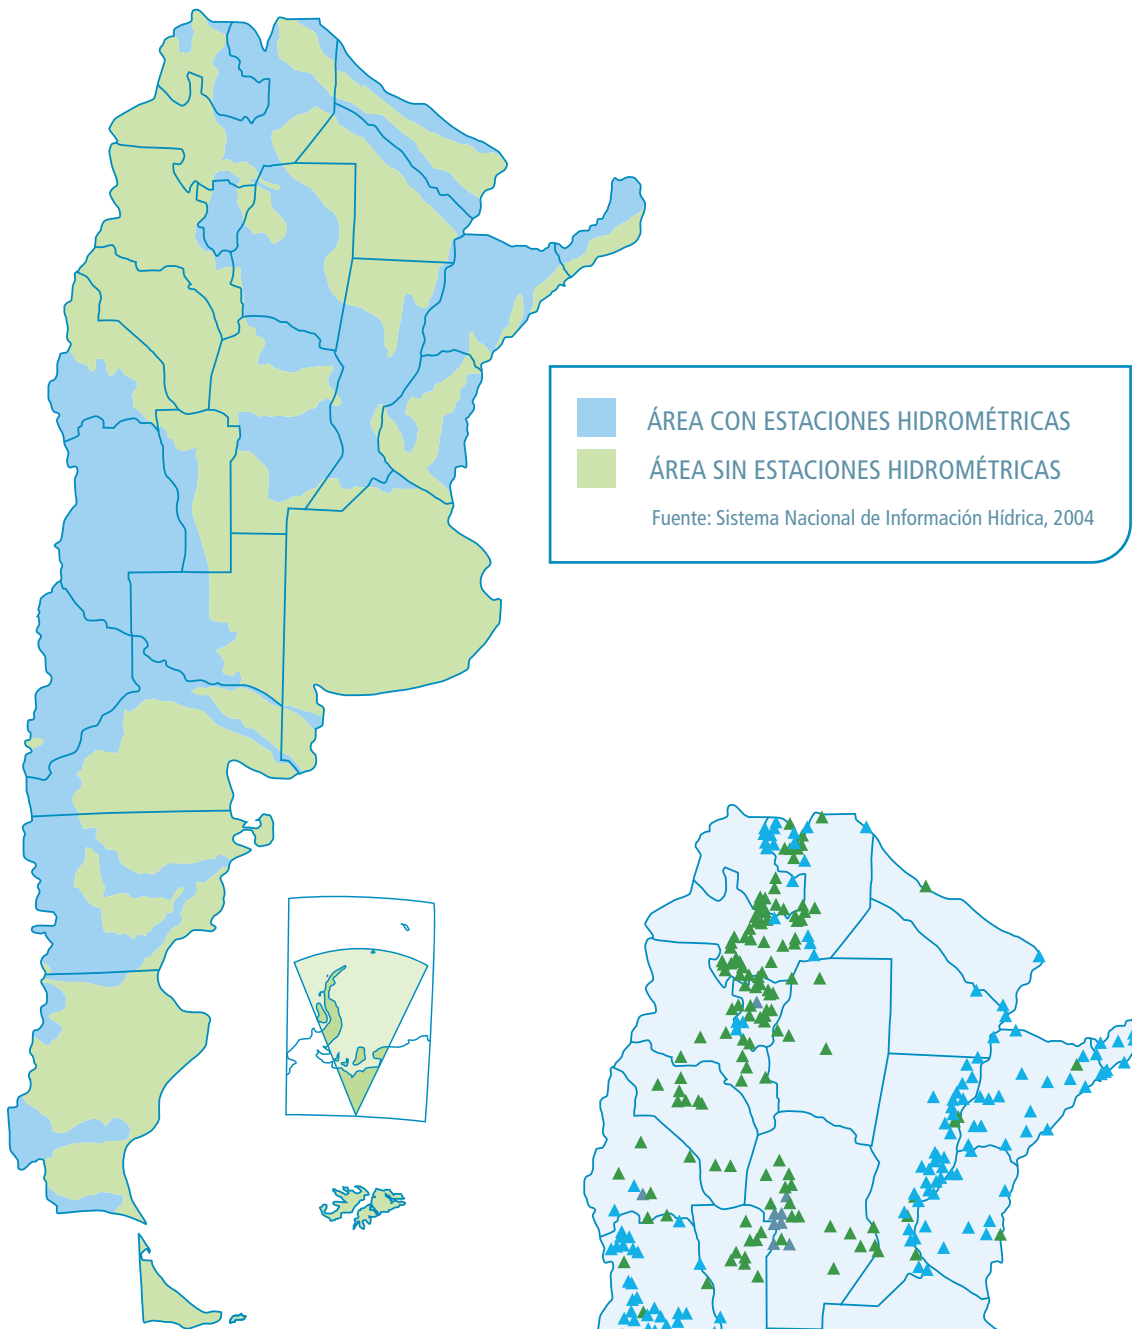 ÁREA CON ESTACIONES HIDROMÉTRICAS
ÁREA SIN ESTACIONES HIDROMÉTRICAS
Fuente: Sistema Nacional de Información Hídrica, 2004